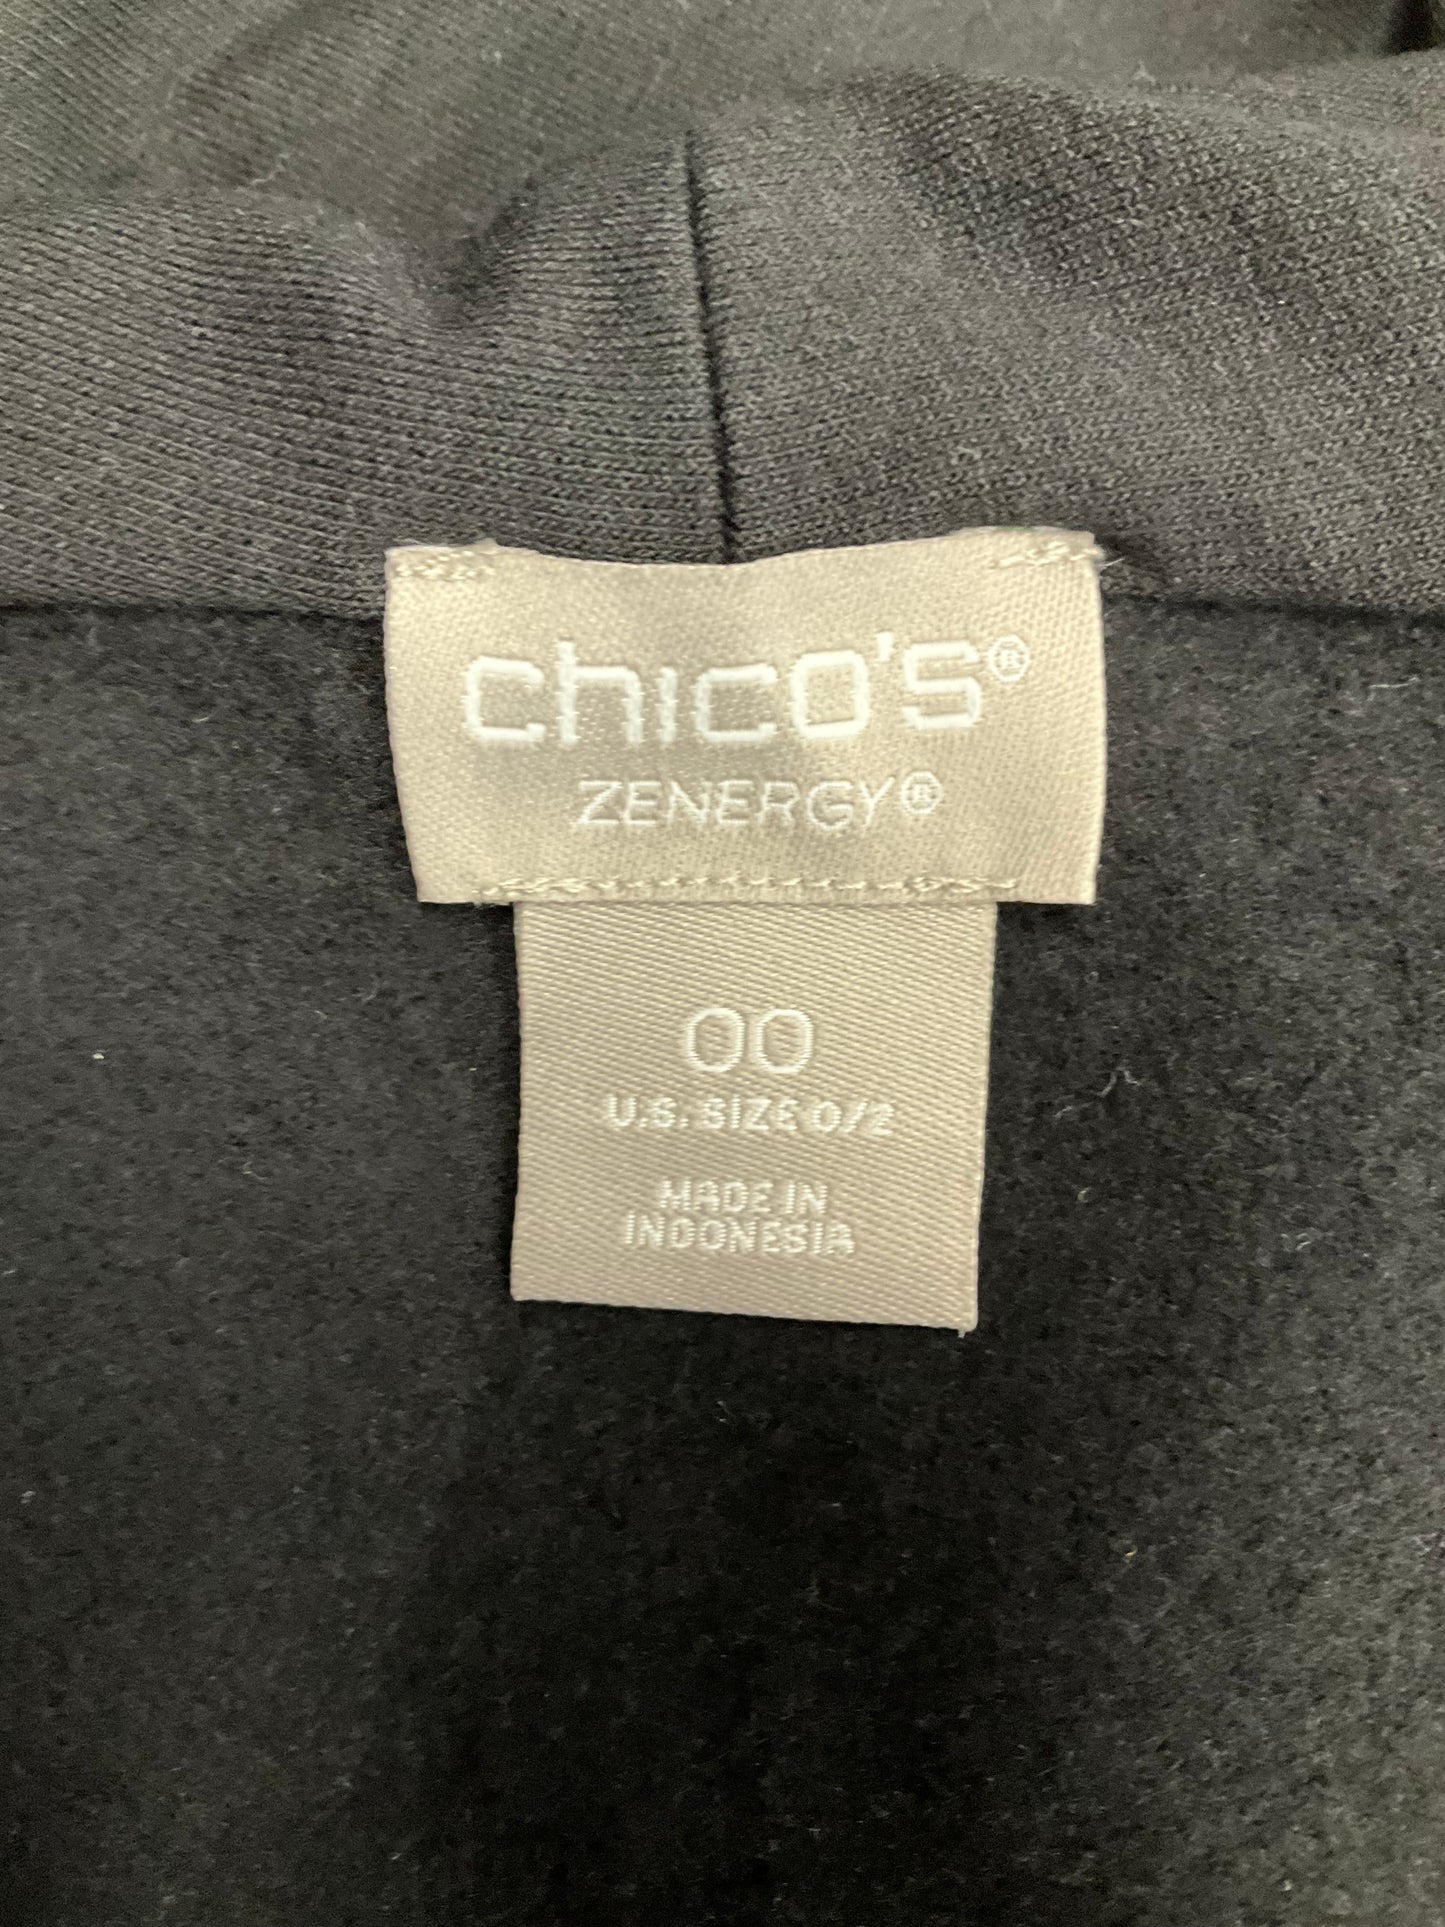 chico's®
ZENERGY®
00
U.S. SIZE 0/2
MADE IN
INDONESIA